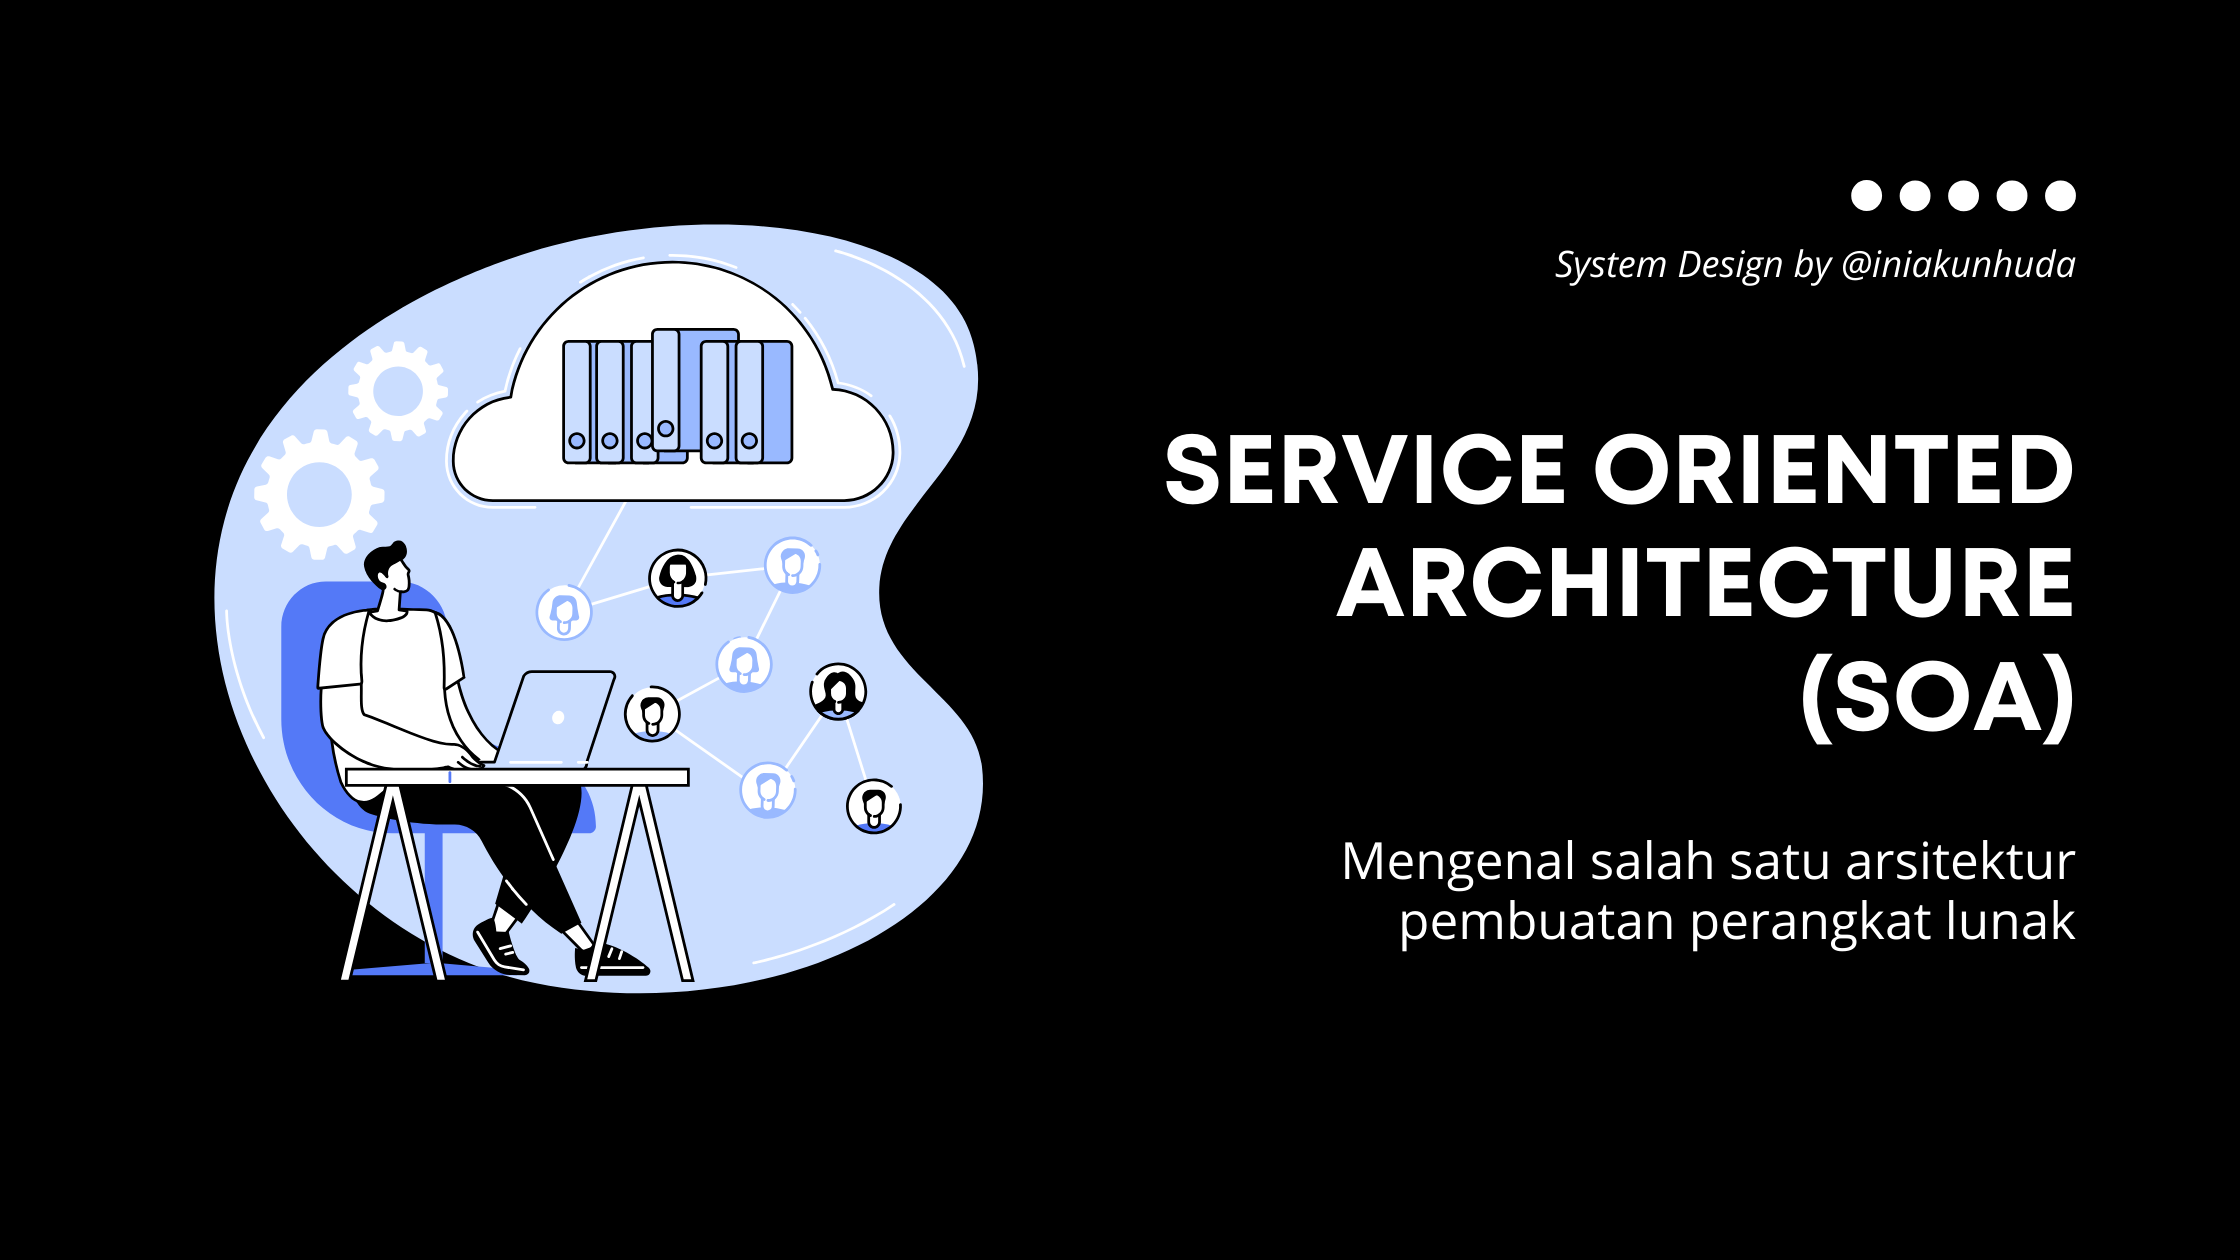 System Design by @iniakunhuda
SERVICE ORIENTED
ARCHITECTURE
(SOA)
Mengenal salah satu arsitektur
pembuatan perangkat lunak